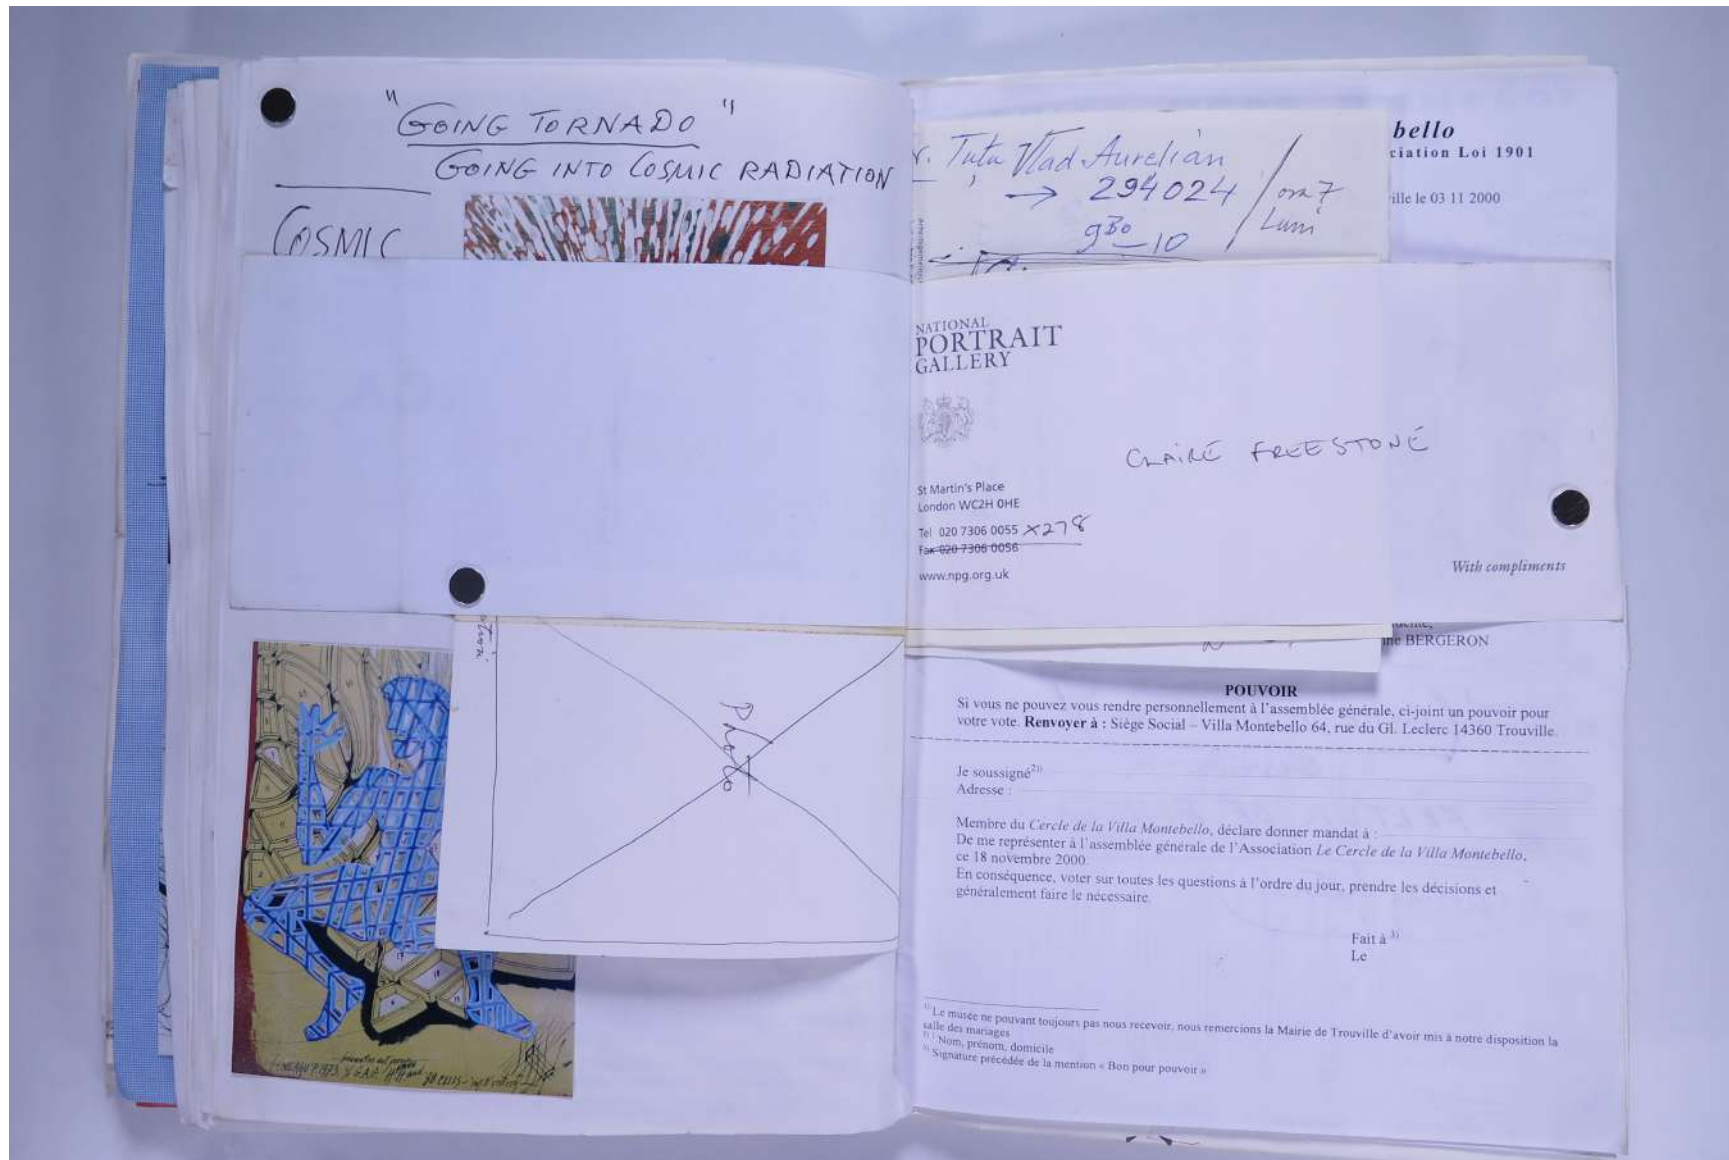 "GOING TORNADO"
GOING INTO COSMIC RADIATION
COSMIC
Photo
Țuțu Vlad Aurelian
→ 294024 / ora 7
Luni
9 30 – 10
bello
ciation Loi 1901
ille le 03 11 2000
NATIONAL
PORTRAIT
GALLERY
CLAIRE FREESTONE
St Martin's Place
London WC2H 0HE
Tel 020 7306 0055 X278
Fax 020 7306 0056
www.npg.org.uk
With compliments
BERGERON
POUVOIR
Si vous ne pouvez vous rendre personnellement à l'assemblée générale, ci-joint un pouvoir pour
votre vote. Renvoyer à : Siège Social – Villa Montebello 64, rue du Gl. Leclerc 14360 Trouville.
Je soussigné 2))
Adresse :
Membre du Cercle de la Villa Montebello, déclare donner mandat à :
De me représenter à l'assemblée générale de l'Association Le Cercle de la Villa Montebello,
ce 18 novembre 2000.
En conséquence, voter sur toutes les questions à l'ordre du jour, prendre les décisions et
généralement faire le nécessaire.
Fait à 3)
Le
1) Le musée ne pouvant toujours pas nous recevoir, nous remercions la Mairie de Trouville d'avoir mis à notre disposition la
salle des mariages
2) Nom, prénom, domicile
3) Signature précédée de la mention « Bon pour pouvoir »